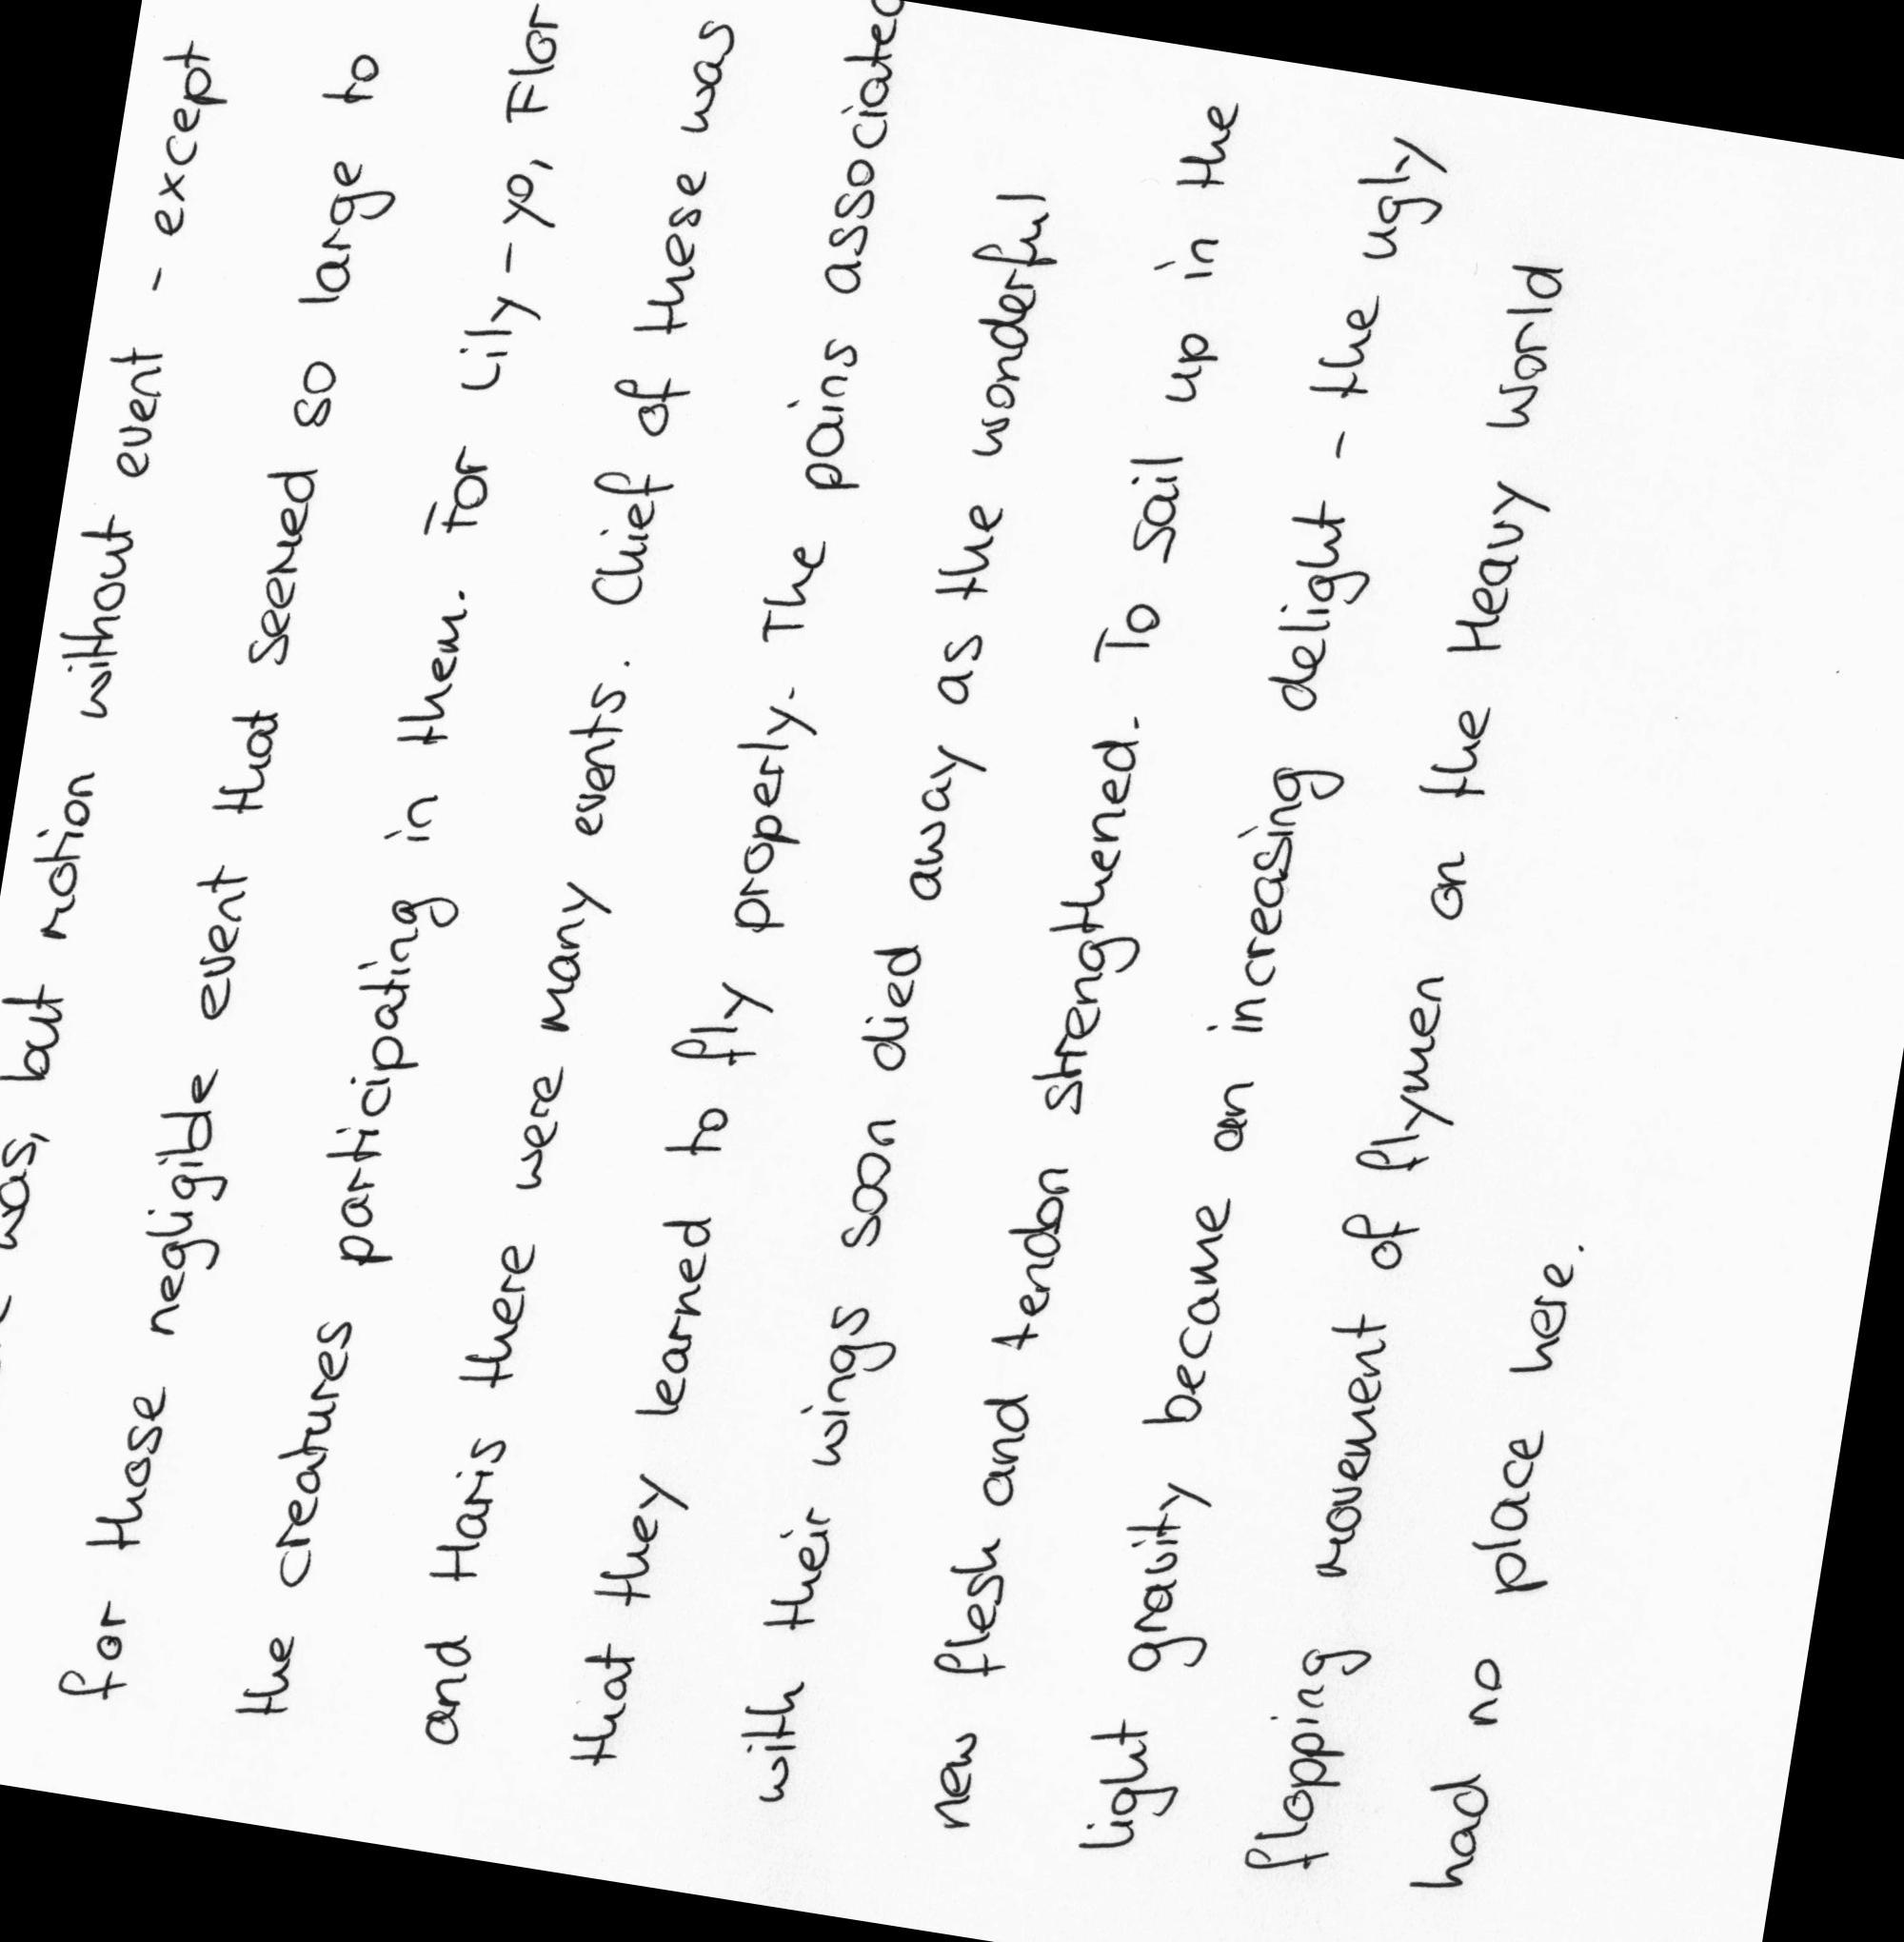 was, but motion without event - except
for those negligible event that seemed so large to
the creatures participating in them. For Lily-yo, Flor
and Haris there were many events. Chief of these was
that they learned to fly properly. The pains associated
with their wings soon died away as the wonderful
new flesh and tendon strengthened. To sail up in the
light gravity became an increasing delight - the ugly
flopping movement of flymen on the Heavy World
had no place here.